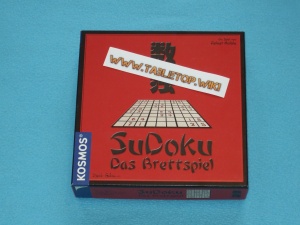 数独
WWW.TABLETOP.WIKI
SuDoku
Das Brettspiel
KOSMOS